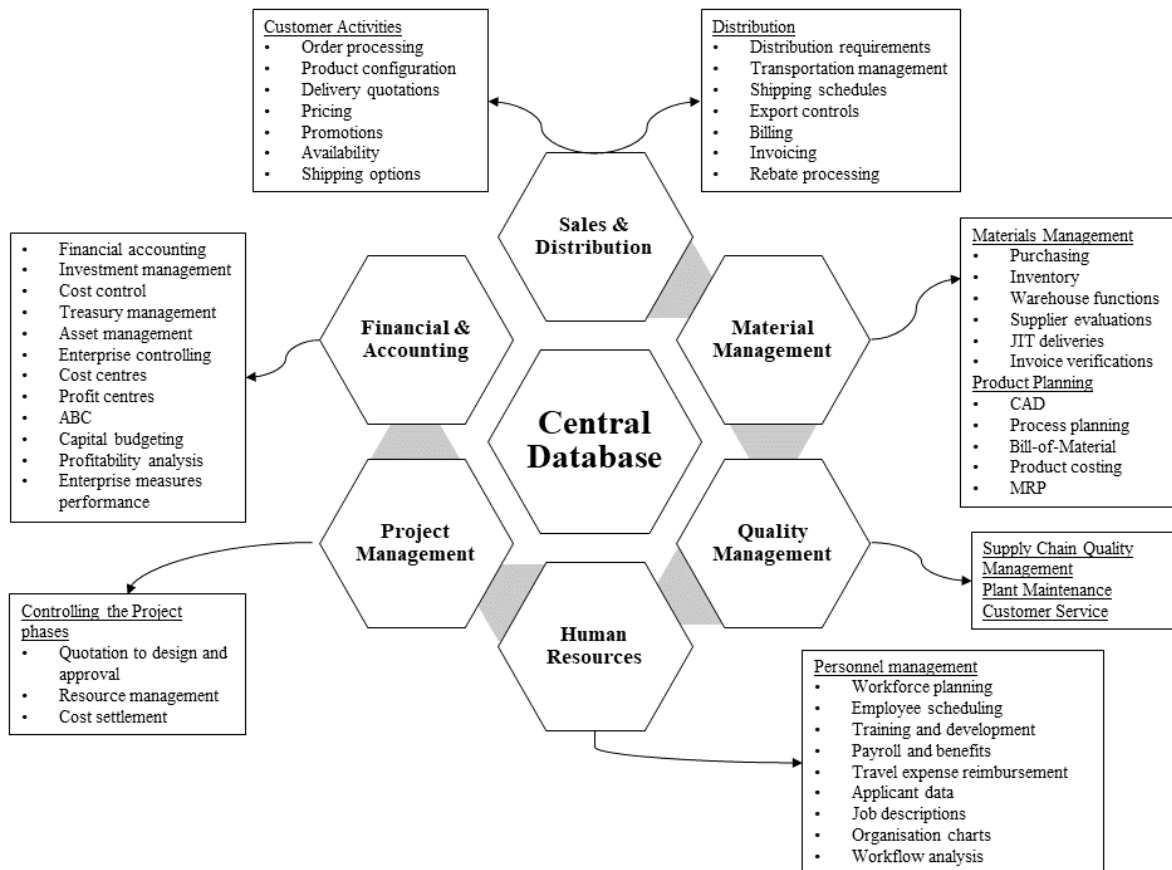 Customer Activities
• Order processing
• Product configuration
• Delivery quotations
• Pricing
• Promotions
• Availability
• Shipping options
Distribution
• Distribution requirements
• Transportation management
• Shipping schedules
• Export controls
• Billing
• Invoicing
• Rebate processing
Sales &
Distribution
• Financial accounting
• Investment management
• Cost control
• Treasury management
• Asset management
• Enterprise controlling
• Cost centres
• Profit centres
• ABC
• Capital budgeting
• Profitability analysis
• Enterprise measures
performance
Financial &
Accounting
Material
Management
Materials Management
• Purchasing
• Inventory
• Warehouse functions
• Supplier evaluations
• JIT deliveries
• Invoice verifications
Product Planning
• CAD
• Process planning
• Bill-of-Material
• Product costing
• MRP
Central
Database
Project
Management
Quality
Management
Supply Chain Quality
Management
Plant Maintenance
Customer Service
Controlling the Project
phases
• Quotation to design and
approval
• Resource management
• Cost settlement
Human
Resources
Personnel management
• Workforce planning
• Employee scheduling
• Training and development
• Payroll and benefits
• Travel expense reimbursement
• Applicant data
• Job descriptions
• Organisation charts
• Workflow analysis